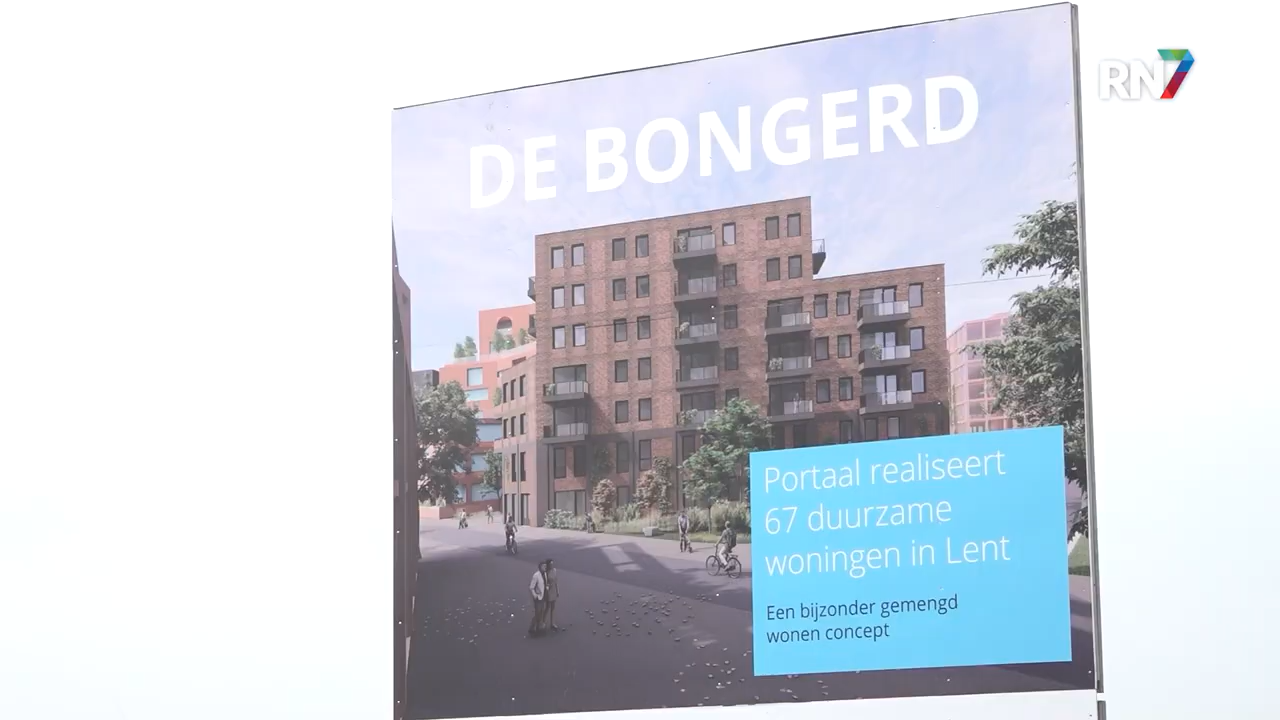 RN7
DE BONGERD
Portaal realiseert
67 duurzame
woningen in Lent
Een bijzonder gemengd
wonen concept